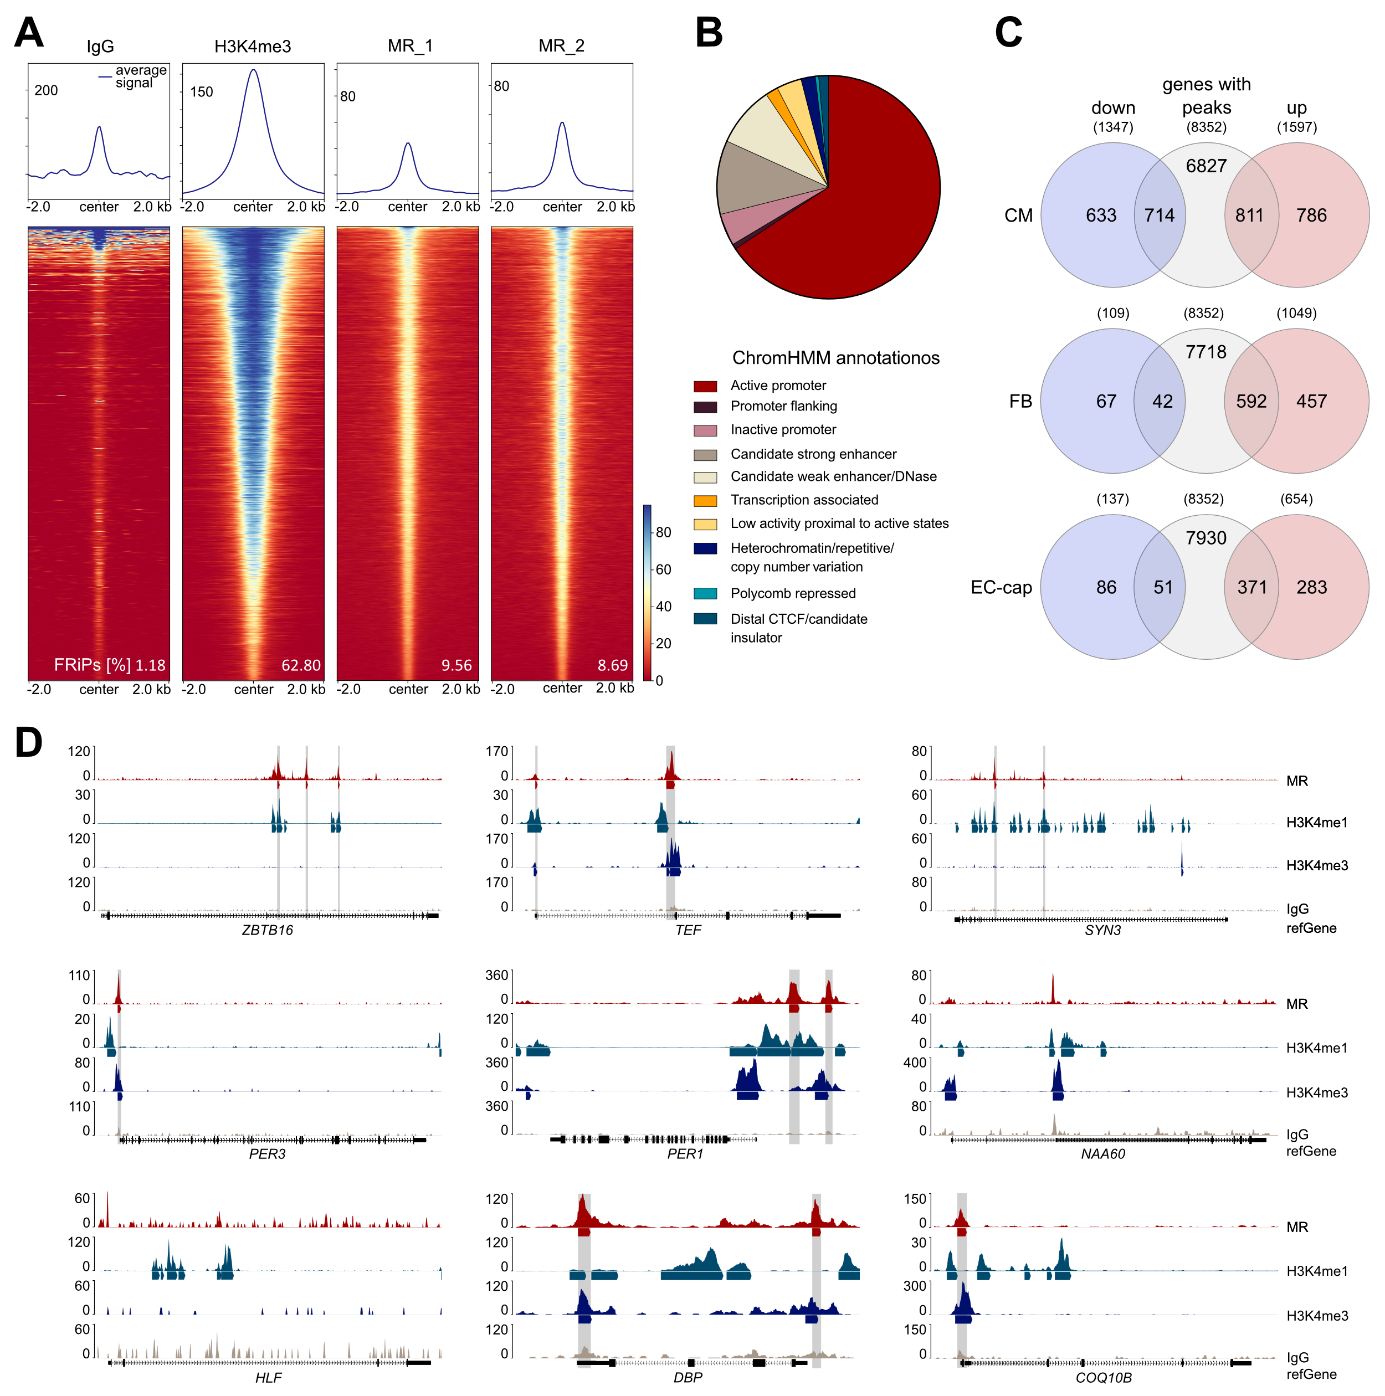 A
IgG
H3K4me3
MR_1
MR_2
average
signal
200
150
80
80
-2.0 center 2.0 kb
-2.0 center 2.0 kb
-2.0 center 2.0 kb
-2.0 center 2.0 kb
FRiPs [%] 1.18
62.80
9.56
8.69
80
60
40
20
0
-2.0 center 2.0 kb
-2.0 center 2.0 kb
-2.0 center 2.0 kb
-2.0 center 2.0 kb
B
ChromHMM annotationos
Active promoter
Promoter flanking
Inactive promoter
Candidate strong enhancer
Candidate weak enhancer/DNase
Transcription associated
Low activity proximal to active states
Heterochromatin/repetitive/
copy number variation
Polycomb repressed
Distal CTCF/candidate
insulator
C
genes with
down peaks up
(1347) (8352) (1597)
6827
CM 633 714 811 786
(109) (8352) (1049)
7718
FB 67 42 592 457
(137) (8352) (654)
7930
EC-cap 86 51 371 283
D
120
0
30
0
120
0
120
0
ZBTB16
170
0
30
0
170
0
170
0
TEF
80
0
60
0
60
0
80
0
MR
H3K4me1
H3K4me3
IgG
refGene
SYN3
110
0
20
0
80
0
110
0
PER3
360
0
120
0
360
0
360
0
PER1
80
0
40
0
400
0
80
0
MR
H3K4me1
H3K4me3
IgG
refGene
NAA60
60
0
120
0
60
0
60
0
HLF
120
0
120
0
120
0
120
0
DBP
150
0
30
0
300
0
150
0
MR
H3K4me1
H3K4me3
IgG
refGene
COQ10B